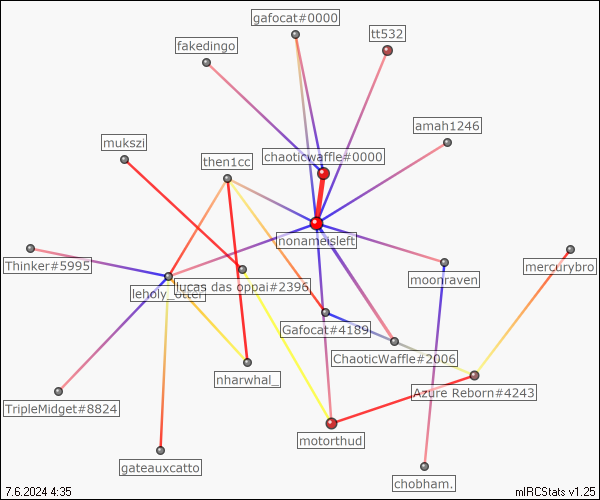 gafocat#0000
tt532
fakedingo
amah1246
mukszi
chaoticwaffle#0000
then1cc
nonameisleft
Thinker#5995
mercurybro
moonraven
lucas das oppai#2396
leholy_otter
Gafocat#4189
ChaoticWaffle#2006
nharwhal_
Azure Reborn#4243
TripleMidget#8824
motorthud
gateauxcatto
chobham.
7.6.2024 4:35
mIRCStats v1.25